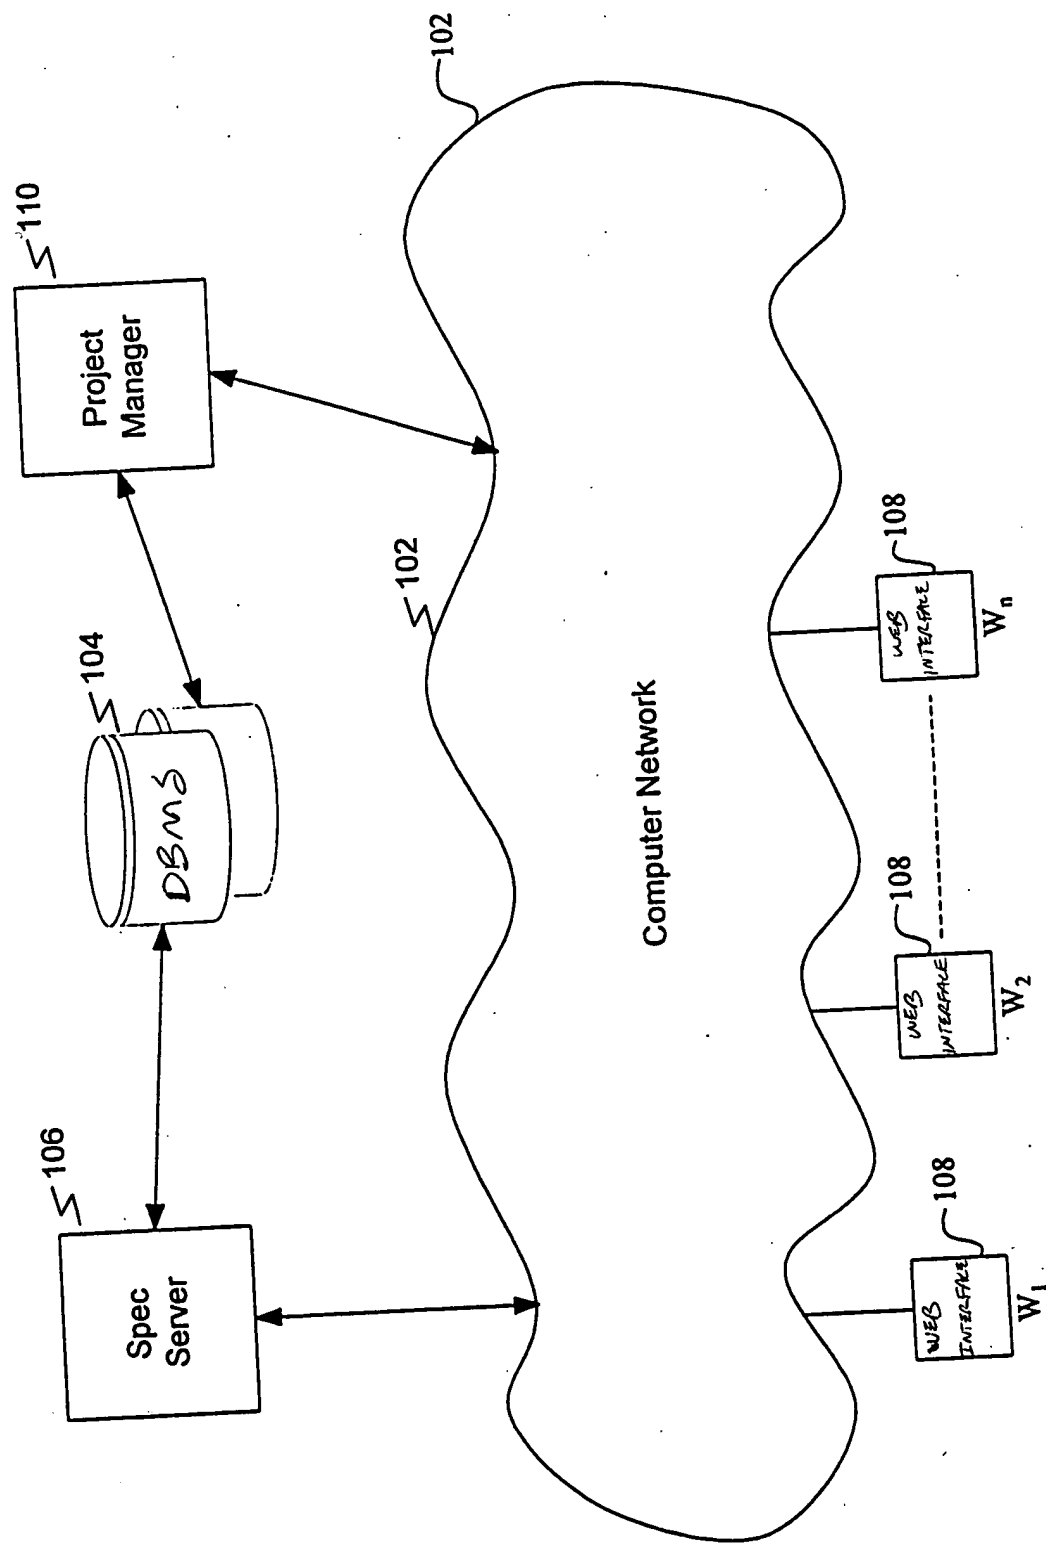 106
Spec
Server
104
DBMS
110
Project
Manager
102
102
Computer Network
108
WEB
INTERFACE
W1
108
WEB
INTERFACE
W2
108
WEB
INTERFACE
Wn